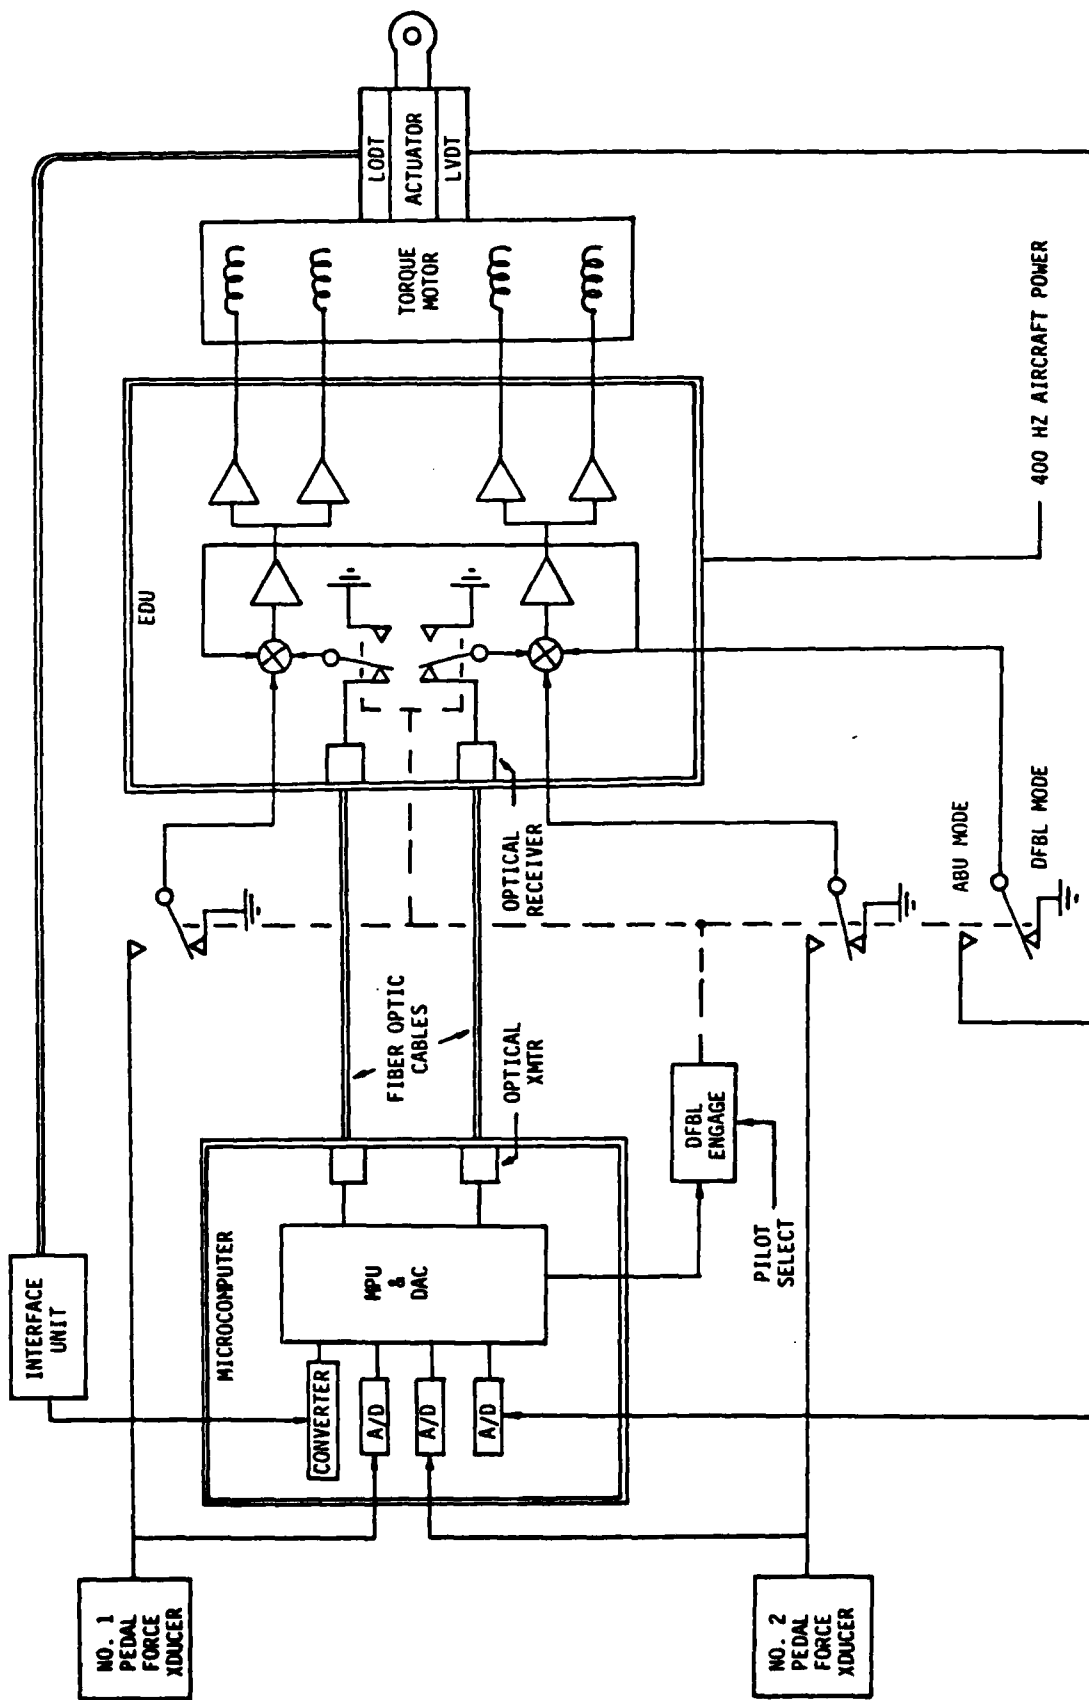 NO. 1
PEDAL
FORCE
XDUCER
INTERFACE
UNIT
MICROCOMPUTER
CONVERTER
A/D
A/D
A/D
MPU
&
DAC
FIBER OPTIC
CABLES
OPTICAL
XMTR
OPTICAL
RECEIVER
EDU
TORQUE
MOTOR
LODT
ACTUATOR
LVDT
NO. 2
PEDAL
FORCE
XDUCER
PILOT
SELECT
DFBL
ENGAGE
ABU MODE
DFBL MODE
400 HZ AIRCRAFT POWER